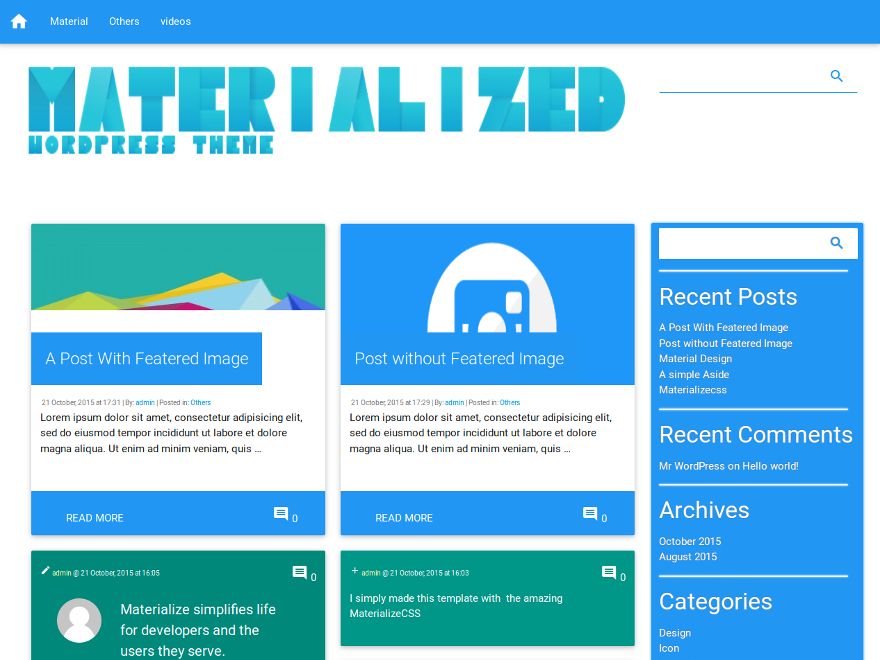 Material Others videos
MATERIALIZED
WORDPRESS THEME
A Post With Featered Image
21 October, 2015 at 17:31 | By: admin | Posted in: Others
Lorem ipsum dolor sit amet, consectetur adipisicing elit,
sed do eiusmod tempor incididunt ut labore et dolore
magna aliqua. Ut enim ad minim veniam, quis ...
READ MORE 0
Post without Featered Image
21 October, 2015 at 17:29 | By: admin | Posted in: Others
Lorem ipsum dolor sit amet, consectetur adipisicing elit,
sed do eiusmod tempor incididunt ut labore et dolore
magna aliqua. Ut enim ad minim veniam, quis ...
READ MORE 0
admin @ 21 October, 2015 at 16:05 0
Materialize simplifies life
for developers and the
users they serve.
admin @ 21 October, 2015 at 16:03 0
I simply made this template with the amazing
MaterializeCSS
Recent Posts
A Post With Featered Image
Post without Featered Image
Material Design
A simple Aside
Materializecss
Recent Comments
Mr WordPress on Hello world!
Archives
October 2015
August 2015
Categories
Design
Icon